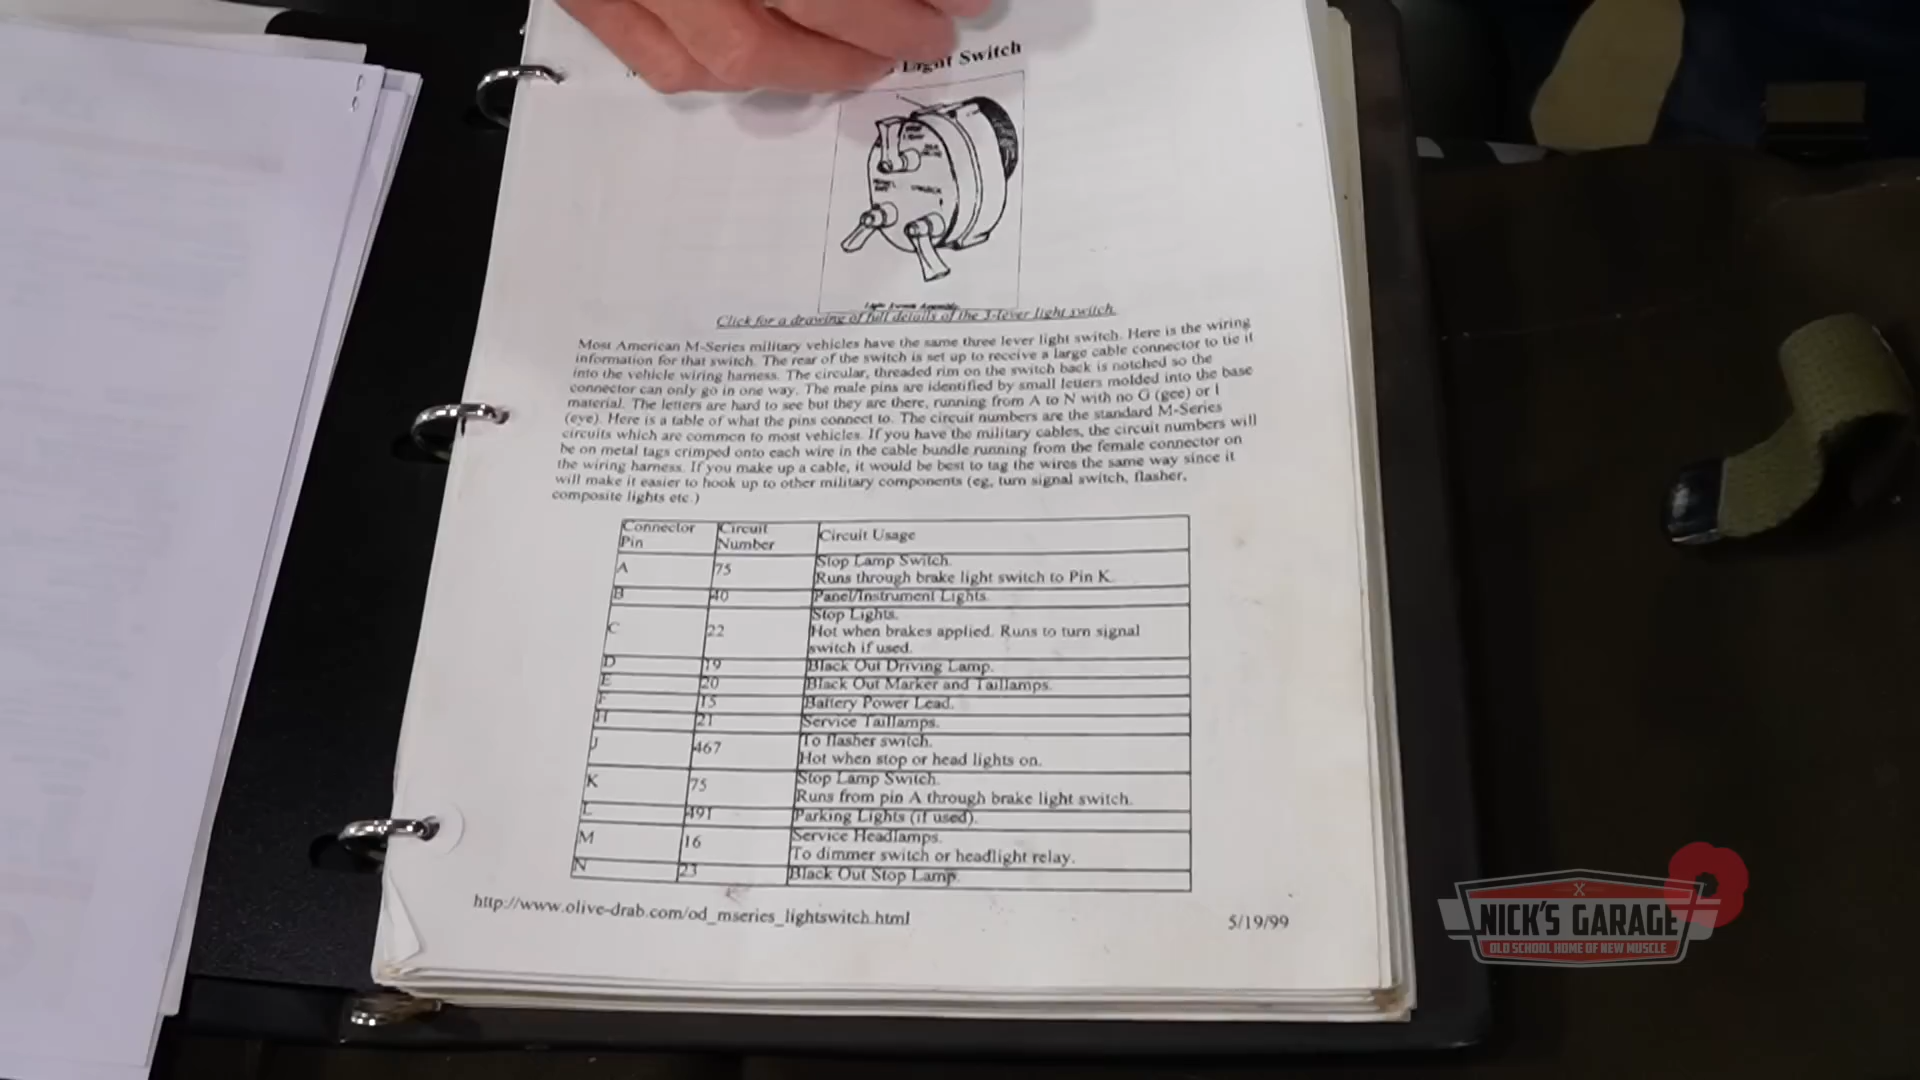 Light Switch
Click for a drawing of full details of the 3-lever light switch.
Most American M-Series military vehicles have the same three lever light switch. Here is the wiring
information for that switch. The rear of the switch is set up to receive a large cable connector to tie it
into the vehicle wiring harness. The circular, threaded rim on the switch back is notched so the
connector can only go in one way. The male pins are identified by small letters molded into the base
material. The letters are hard to see but they are there, running from A to N with no G (gee) or I
(eye). Here is a table of what the pins connect to. The circuit numbers are the standard M-Series
circuits which are common to most vehicles. If you have the military cables, the circuit numbers will
be on metal tags crimped onto each wire in the cable bundle running from the female connector on
the wiring harness. If you make up a cable, it would be best to tag the wires the same way since it
will make it easier to hook up to other military components (eg, turn signal switch, flasher,
composite lights etc.)
Connector Pin Circuit Number Circuit Usage
A 75 Stop Lamp Switch.
Runs through brake light switch to Pin K.
B 40 Panel/Instrument Lights.
C 22 Stop Lights.
Hot when brakes applied. Runs to turn signal
switch if used.
D 19 Black Out Driving Lamp.
E 20 Black Out Marker and Taillamps.
F 15 Battery Power Lead.
H 21 Service Taillamps.
J 467 To flasher switch.
Hot when stop or head lights on.
K 75 Stop Lamp Switch.
Runs from pin A through brake light switch.
L 491 Parking Lights (if used).
M 16 Service Headlamps.
To dimmer switch or headlight relay.
N 23 Black Out Stop Lamp.
http://www.olive-drab.com/od_mseries_lightswitch.html 5/19/99
NICK'S GARAGE
OLD SCHOOL HOME OF NEW MUSCLE